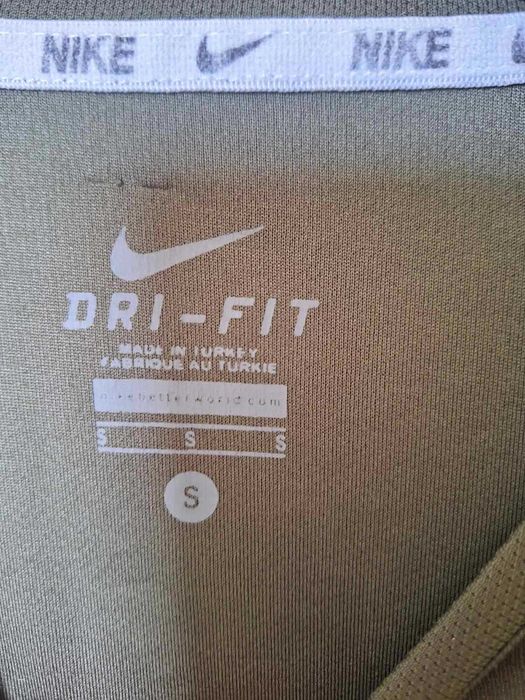 NIKE NIKE
DRI-FIT
MADE IN TURKEY
FABRIQUE AU TURKIE
nikebetterworld.com
S S S
S